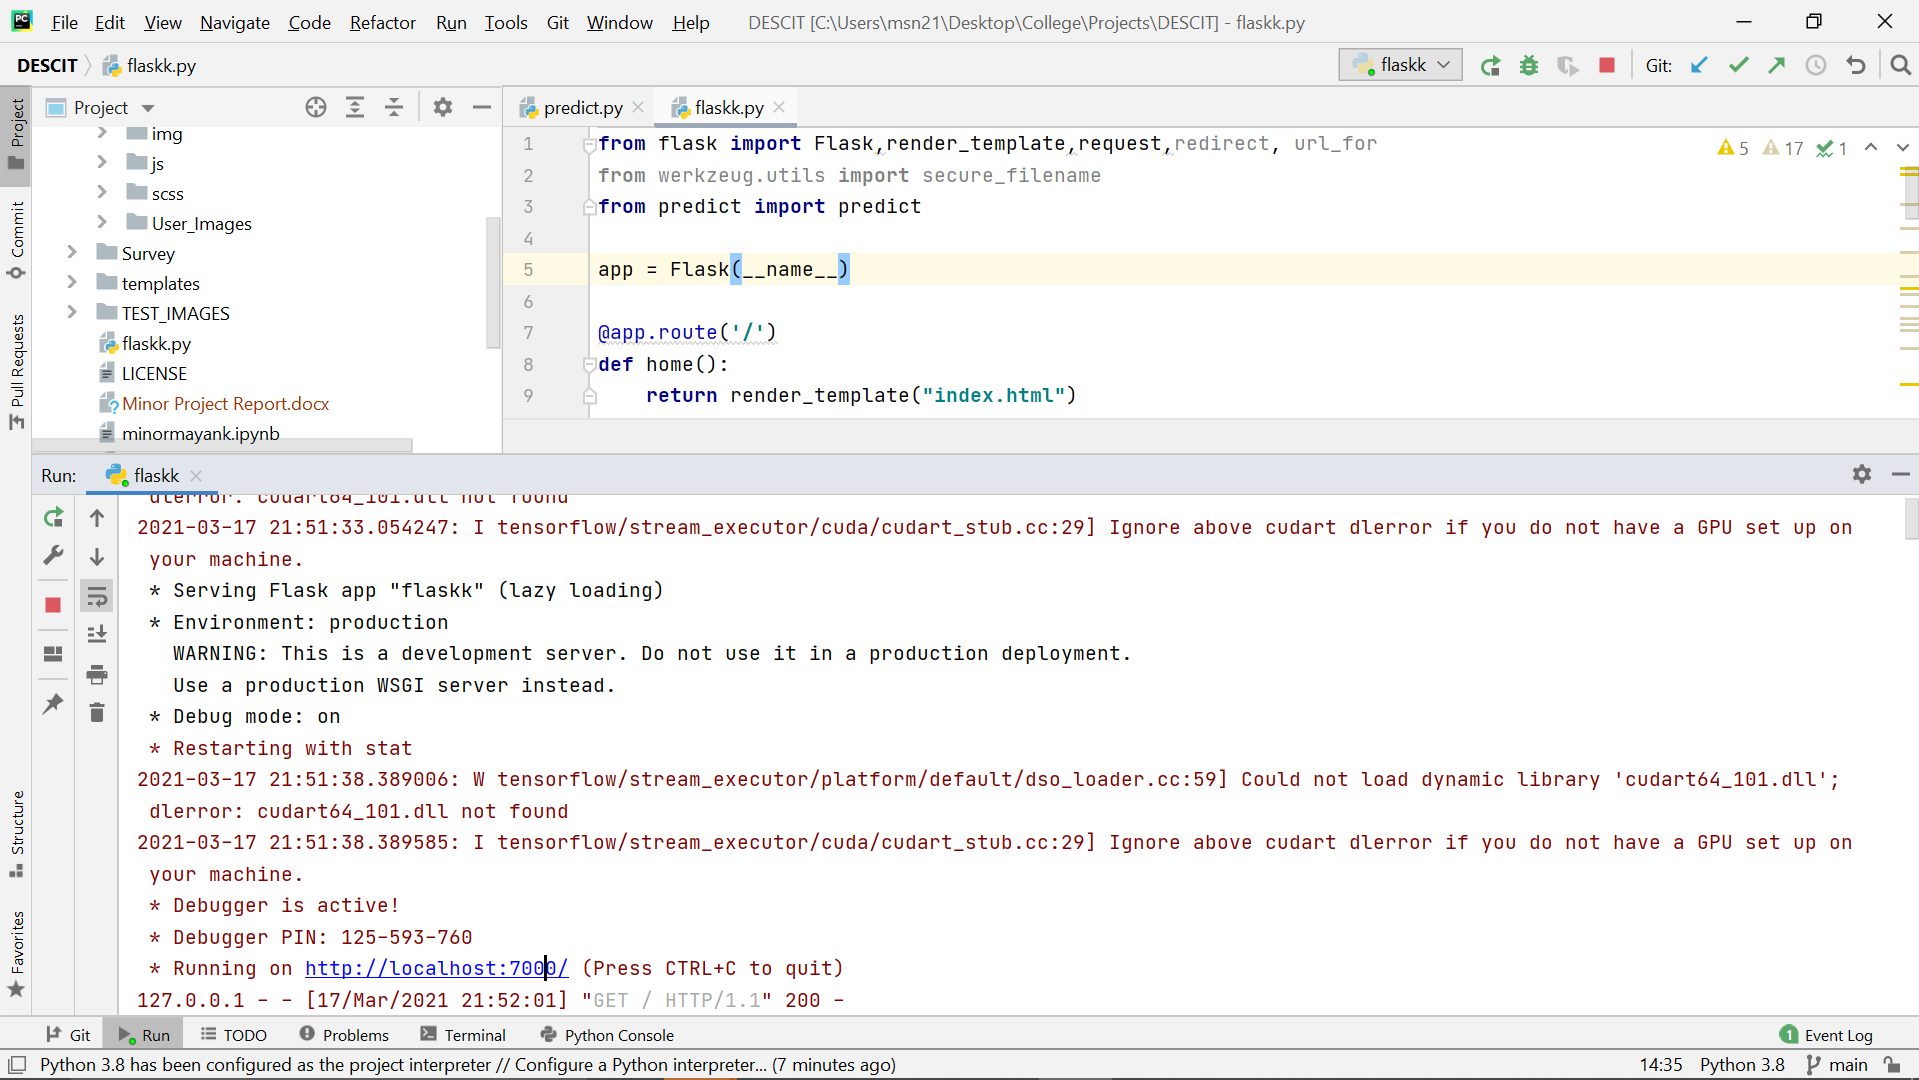 PC File Edit View Navigate Code Refactor Run Tools Git Window Help DESCIT [C:\Users\msn21\Desktop\College\Projects\DESCIT] - flaskk.py
DESCIT flaskk.py flaskk Git:
Project
Commit
Pull Requests
Structure
Favorites
Project
img
js
scss
User_Images
Survey
templates
TEST_IMAGES
flaskk.py
LICENSE
Minor Project Report.docx
minormayank.ipynb
predict.py flaskk.py
1 from flask import Flask,render_template,request,redirect, url_for
2 from werkzeug.utils import secure_filename
3 from predict import predict
4
5 app = Flask(__name__)
6
7 @app.route('/')
8 def home():
9 return render_template("index.html")
5 17 1
Run: flaskk
dlerror: cudart64_101.dll not found
2021-03-17 21:51:33.054247: I tensorflow/stream_executor/cuda/cudart_stub.cc:29] Ignore above cudart dlerror if you do not have a GPU set up on
your machine.
* Serving Flask app "flaskk" (lazy loading)
* Environment: production
WARNING: This is a development server. Do not use it in a production deployment.
Use a production WSGI server instead.
* Debug mode: on
* Restarting with stat
2021-03-17 21:51:38.389006: W tensorflow/stream_executor/platform/default/dso_loader.cc:59] Could not load dynamic library 'cudart64_101.dll';
dlerror: cudart64_101.dll not found
2021-03-17 21:51:38.389585: I tensorflow/stream_executor/cuda/cudart_stub.cc:29] Ignore above cudart dlerror if you do not have a GPU set up on
your machine.
* Debugger is active!
* Debugger PIN: 125-593-760
* Running on http://localhost:7000/ (Press CTRL+C to quit)
127.0.0.1 - - [17/Mar/2021 21:52:01] "GET / HTTP/1.1" 200 -
Git Run TODO Problems Terminal Python Console 1 Event Log
Python 3.8 has been configured as the project interpreter // Configure a Python interpreter... (7 minutes ago) 14:35 Python 3.8 main